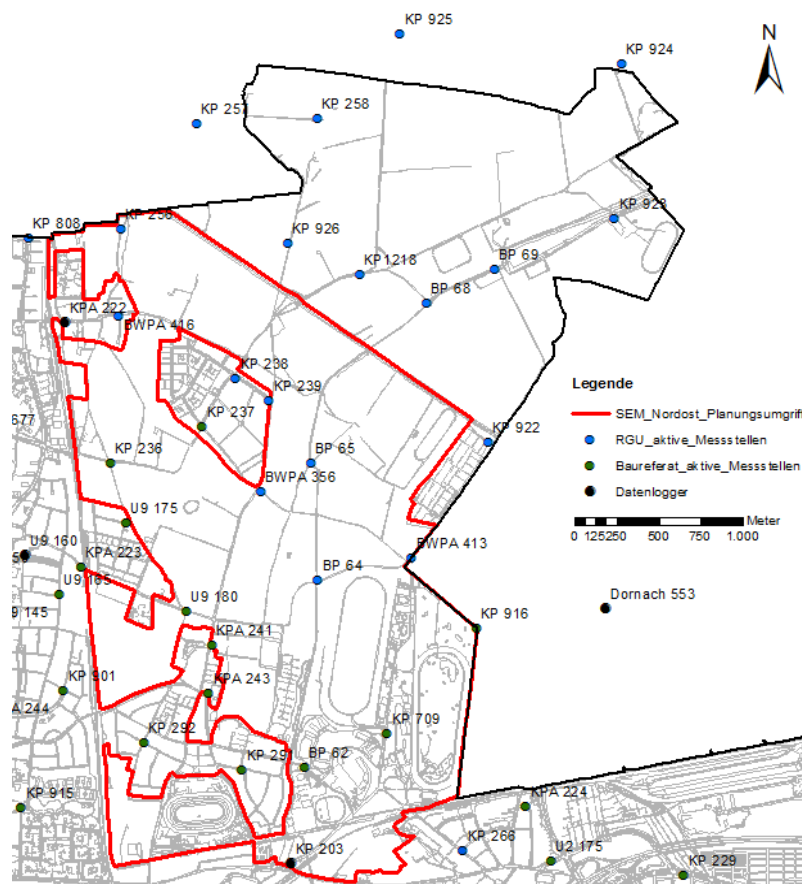 KP 925
N
KP 924
KP 257
KP 258
KP 808
KP 926
KP 923
KP1218
BP 69
BP 68
KPA 222
BWPA 416
KP 238
KP 239
Legende
SEM_Nordost_Planungsumgriff
RGU_aktive_Messstellen
Baureferat_aktive_Messstellen
Datenlogger
Meter
0 125 250 500 750 1.000
KP 237
677
KP 922
KP 236
BP 65
BWPA 356
U9 175
U9 160
KPA 223
BWPA 413
BP 64
U9 165
9 145
U9 180
Dornach 553
KP 916
KPA 241
KP 901
A 244
KPA 243
KP 292
KP 709
KP 291
BP 62
KP 915
KPA 224
KP 203
KP 266
U2 175
KP 229